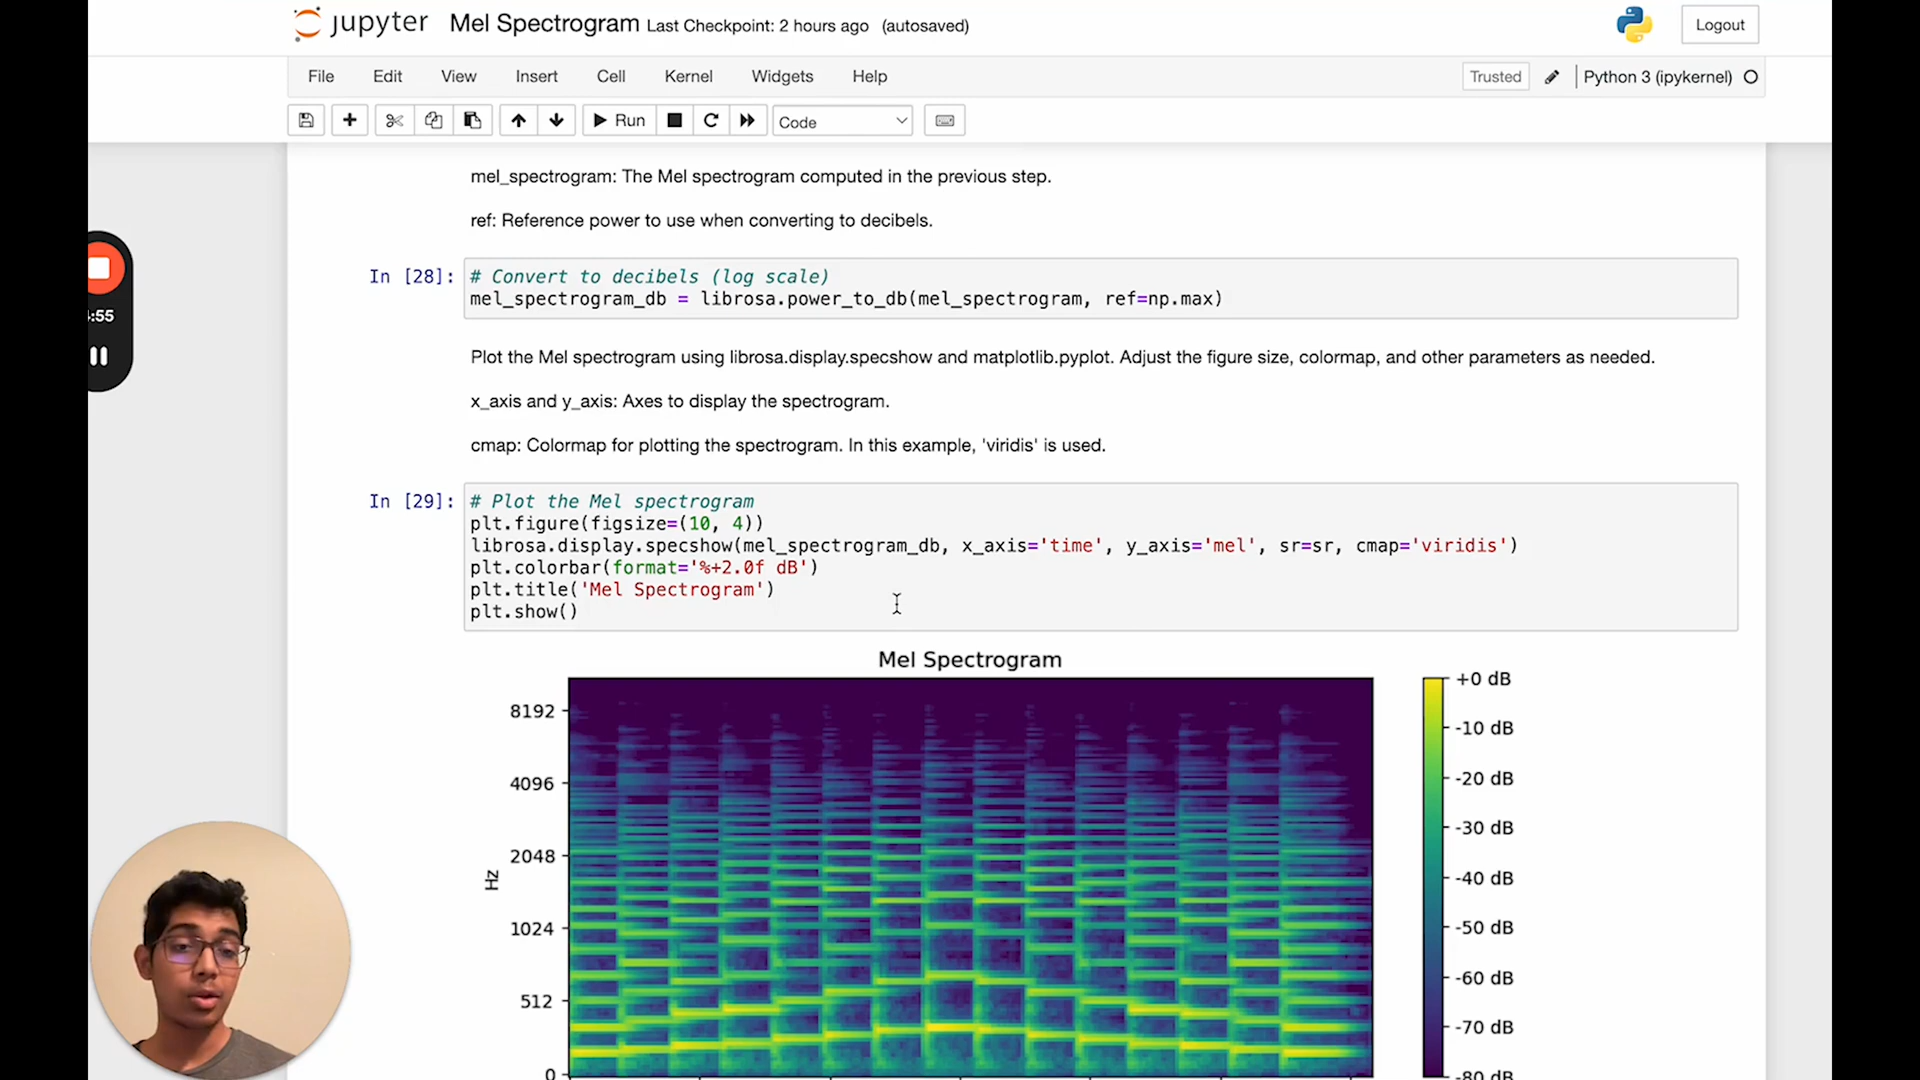 jupyter Mel Spectrogram Last Checkpoint: 2 hours ago (autosaved)
Logout
File Edit View Insert Cell Kernel Widgets Help
Trusted Python 3 (ipykernel)
Run Code
mel_spectrogram: The Mel spectrogram computed in the previous step.
ref: Reference power to use when converting to decibels.
In [28]: # Convert to decibels (log scale)
mel_spectrogram_db = librosa.power_to_db(mel_spectrogram, ref=np.max)
:55
Plot the Mel spectrogram using librosa.display.specshow and matplotlib.pyplot. Adjust the figure size, colormap, and other parameters as needed.
x_axis and y_axis: Axes to display the spectrogram.
cmap: Colormap for plotting the spectrogram. In this example, 'viridis' is used.
In [29]: # Plot the Mel spectrogram
plt.figure(figsize=(10, 4))
librosa.display.specshow(mel_spectrogram_db, x_axis='time', y_axis='mel', sr=sr, cmap='viridis')
plt.colorbar(format='%+2.0f dB')
plt.title('Mel Spectrogram')
plt.show()
Mel Spectrogram
8192
4096
2048
1024
512
0
Hz
+0 dB
-10 dB
-20 dB
-30 dB
-40 dB
-50 dB
-60 dB
-70 dB
-80 dB